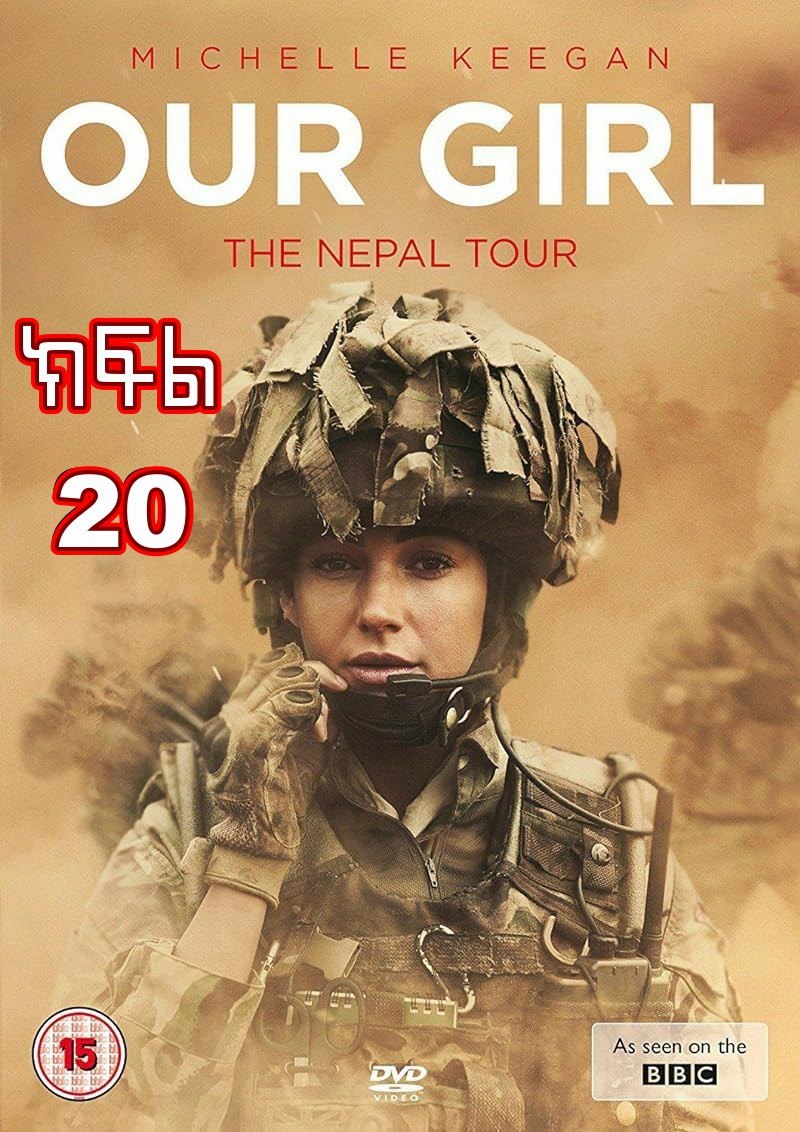 MICHELLE KEEGAN
OUR GIRL
THE NEPAL TOUR
ክፍል
20
15
DVD
VIDEO
As seen on the
BBC